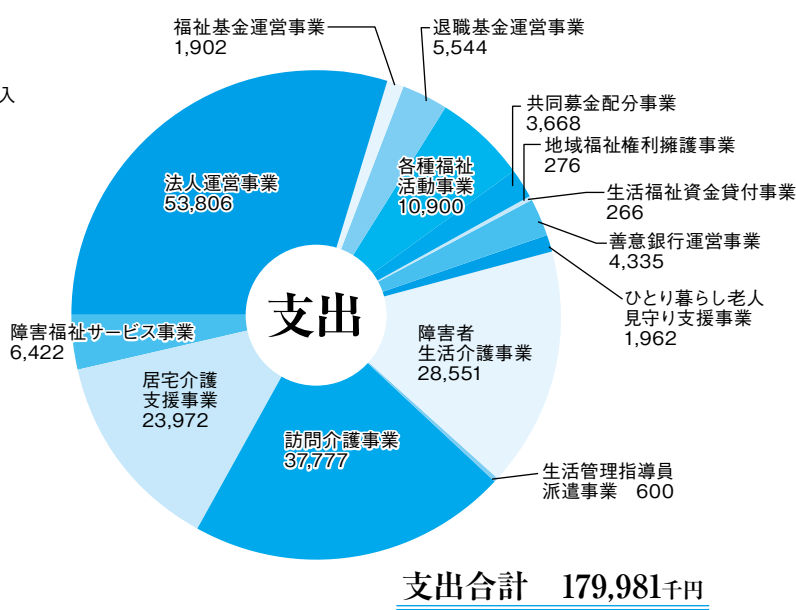 入
福祉基金運営事業
1,902
退職基金運営事業
5,544
共同募金配分事業
3,668
地域福祉権利擁護事業
276
生活福祉資金貸付事業
266
善意銀行運営事業
4,335
ひとり暮らし老人
見守り支援事業
1,962
各種福祉
活動事業
10,900
法人運営事業
53,806
支出
障害者
生活介護事業
28,551
障害福祉サービス事業
6,422
居宅介護
支援事業
23,972
訪問介護事業
37,777
生活管理指導員
派遣事業 600
支出合計 179,981千円